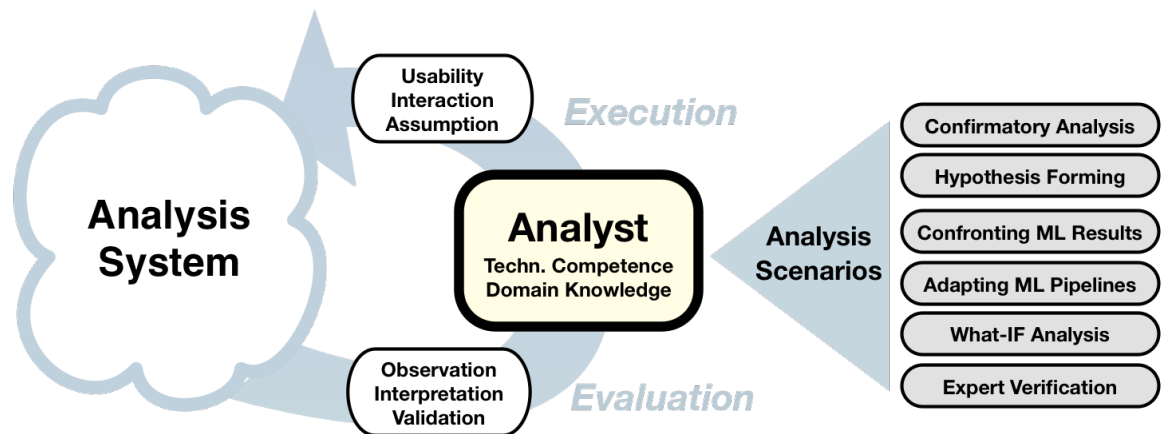 Usability
Interaction
Assumption
Execution
Analysis
System
Analyst
Techn. Competence
Domain Knowledge
Observation
Interpretation
Validation
Evaluation
Analysis
Scenarios
Confirmatory Analysis
Hypothesis Forming
Confronting ML Results
Adapting ML Pipelines
What-IF Analysis
Expert Verification